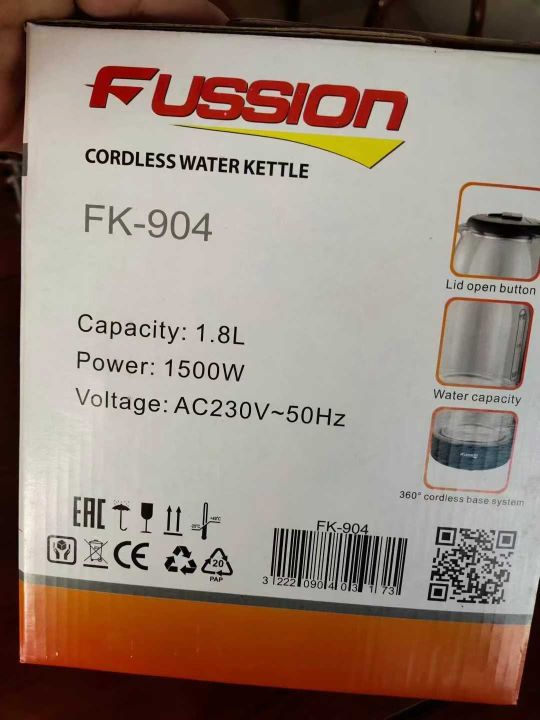 FUSSION
CORDLESS WATER KETTLE
FK-904
Capacity: 1.8L
Power: 1500W
Voltage: AC230V~50Hz
Lid open button
Water capacity
360° cordless base system
EAC
CE
20
PAP
FK-904
3 222090 403173